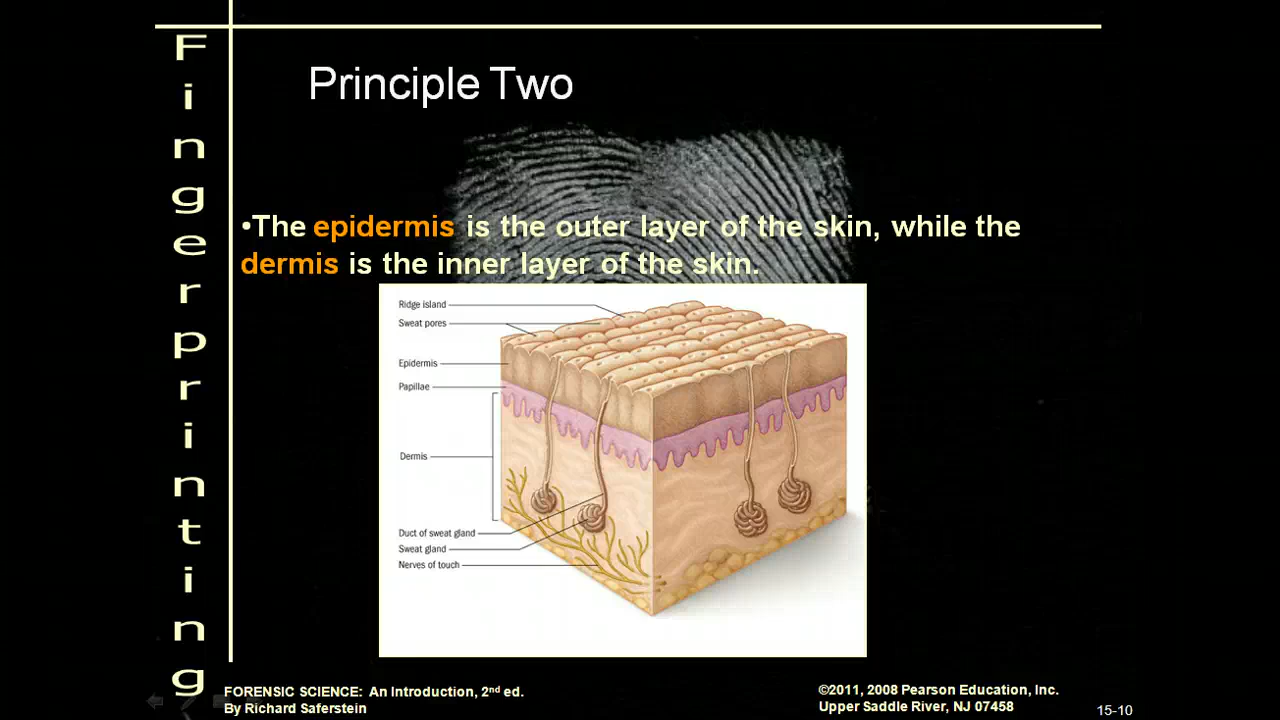 Fingerprinting
Principle Two
•The epidermis is the outer layer of the skin, while the
dermis is the inner layer of the skin.
Ridge island
Sweat pores
Epidermis
Papillae
Dermis
Duct of sweat gland
Sweat gland
Nerves of touch
FORENSIC SCIENCE: An Introduction, 2nd ed.
By Richard Saferstein
©2011, 2008 Pearson Education, Inc.
Upper Saddle River, NJ 07458
15-10